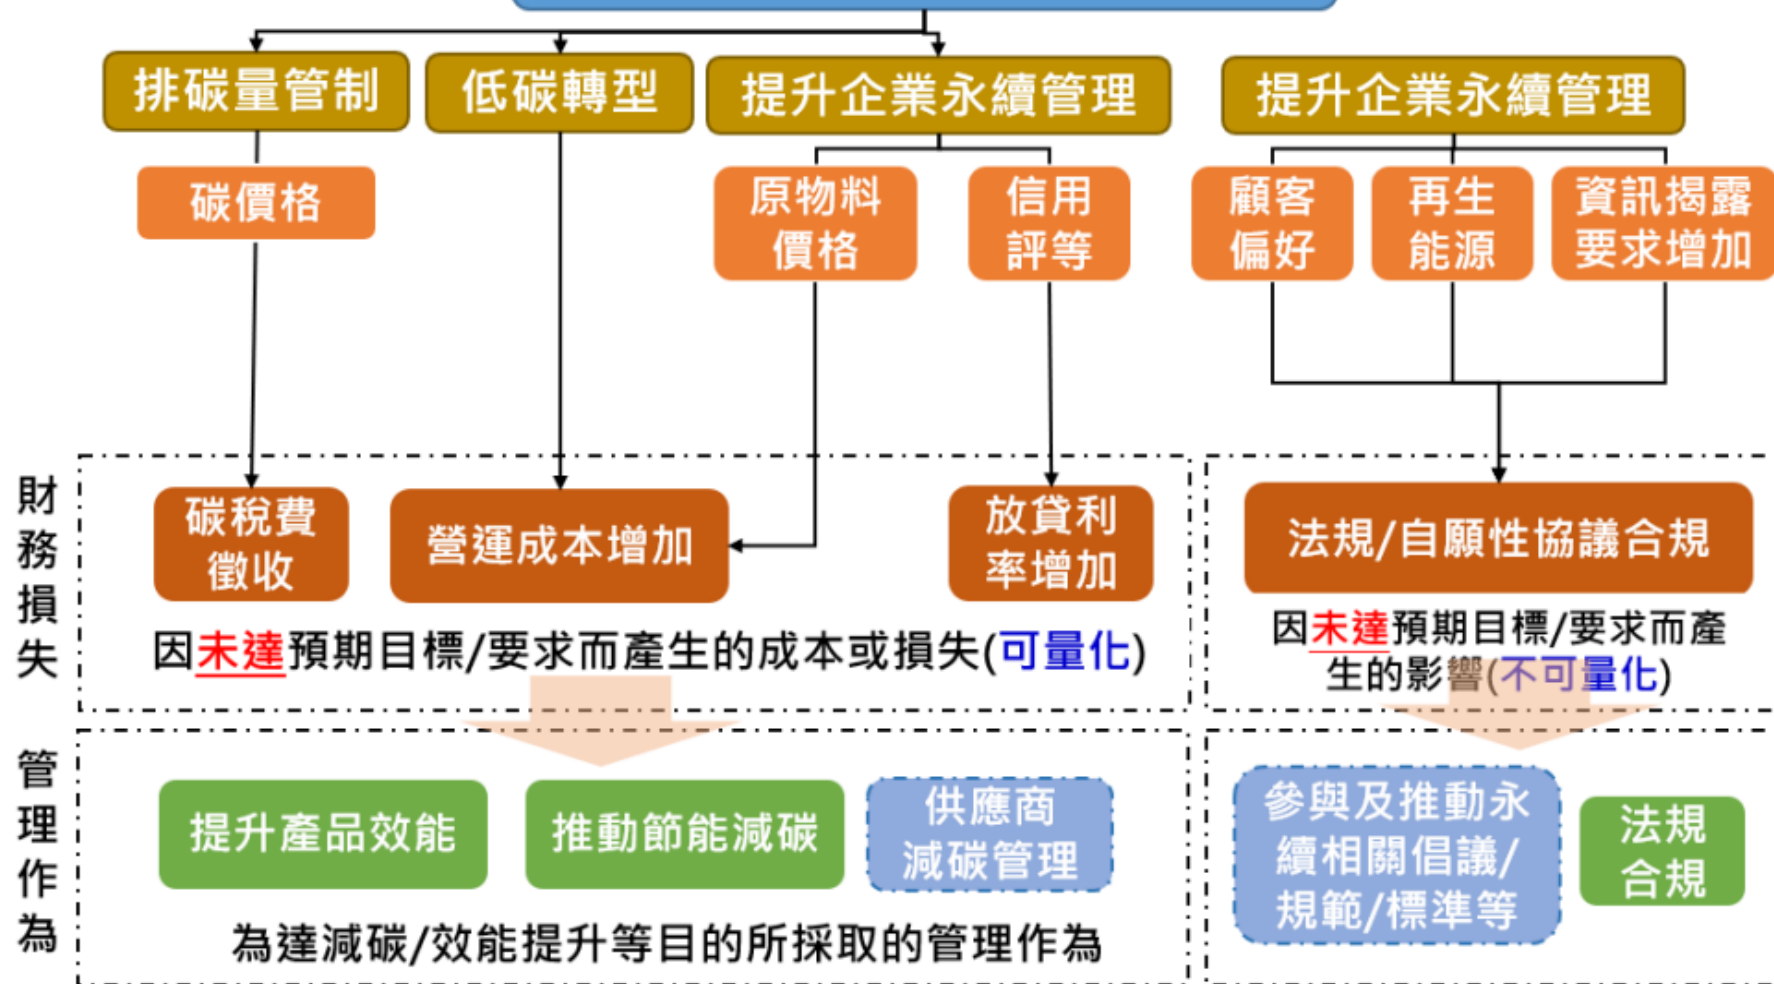 排碳量管制
低碳轉型
提升企業永續管理
提升企業永續管理
碳價格
原物料
價格
信用
評等
顧客
偏好
再生
能源
資訊揭露
要求增加
財務損失
碳稅費
徵收
營運成本增加
放貸利
率增加
因未達預期目標/要求而產生的成本或損失(可量化)
法規/自願性協議合規
因未達預期目標/要求而產
生的影響(不可量化)
管理作為
提升產品效能
推動節能減碳
供應商
減碳管理
為達減碳/效能提升等目的所採取的管理作為
參與及推動永
續相關倡議/
規範/標準等
法規
合規